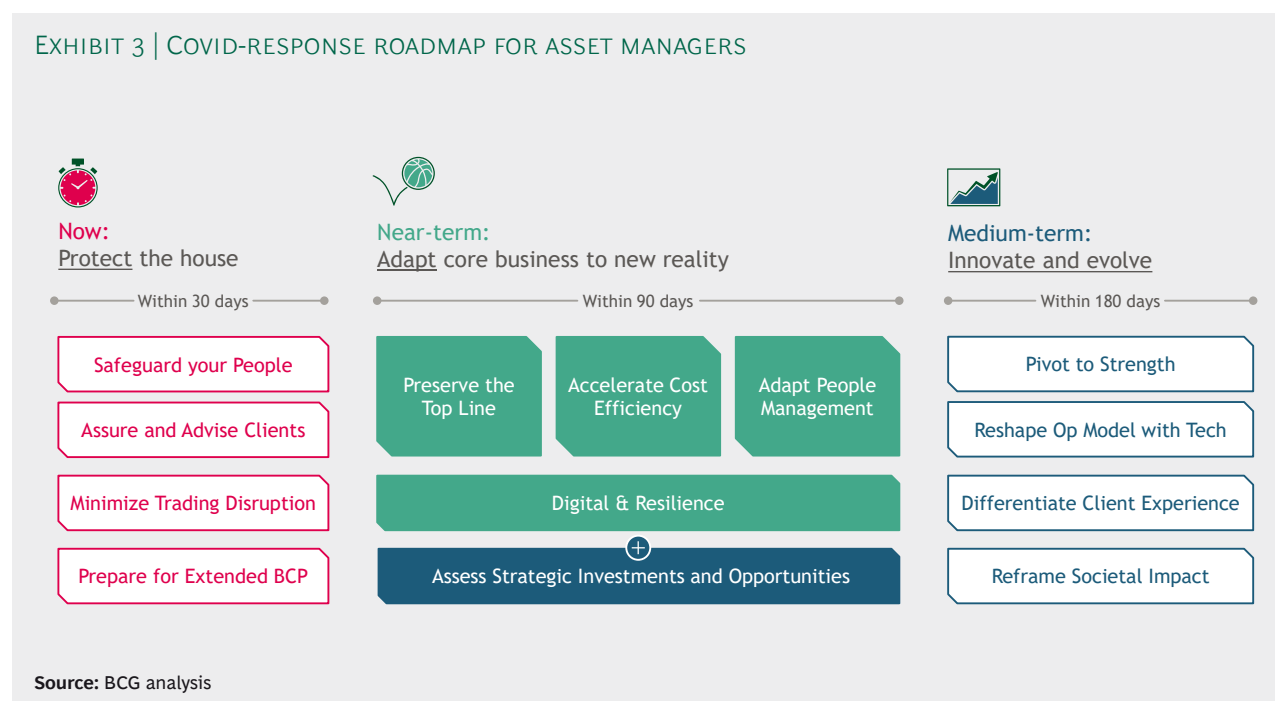 EXHIBIT 3 | COVID-RESPONSE ROADMAP FOR ASSET MANAGERS
Now:
Protect the house
Within 30 days
Safeguard your People
Assure and Advise Clients
Minimize Trading Disruption
Prepare for Extended BCP
Near-term:
Adapt core business to new reality
Within 90 days
Preserve the
Top Line
Accelerate Cost
Efficiency
Adapt People
Management
Digital & Resilience
+
Assess Strategic Investments and Opportunities
Medium-term:
Innovate and evolve
Within 180 days
Pivot to Strength
Reshape Op Model with Tech
Differentiate Client Experience
Reframe Societal Impact
Source: BCG analysis